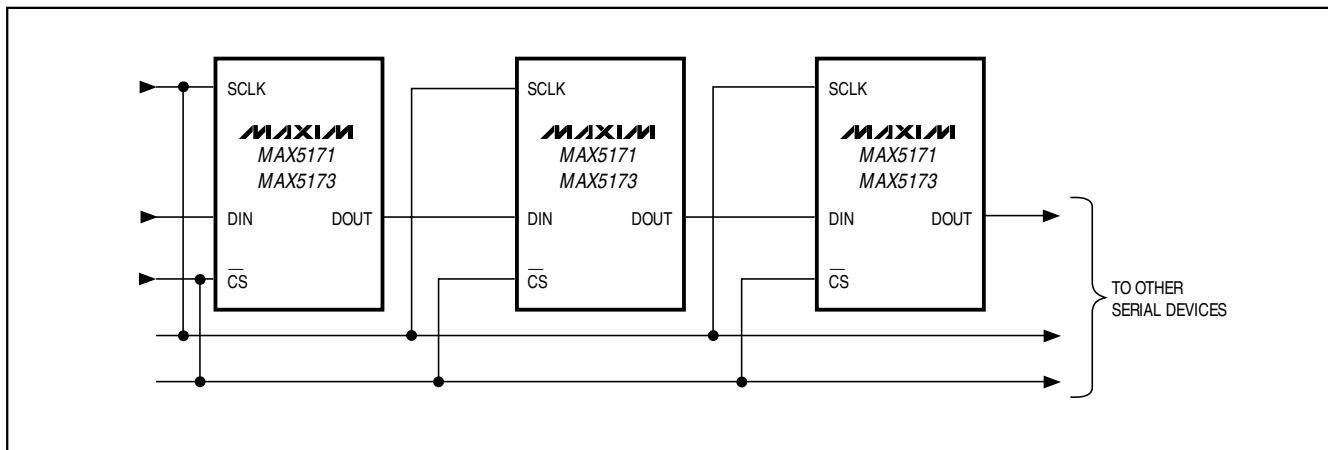 SCLK
MAXIM
MAX5171
MAX5173
DIN DOUT
CS
SCLK
MAXIM
MAX5171
MAX5173
DIN DOUT
CS
SCLK
MAXIM
MAX5171
MAX5173
DIN DOUT
CS
TO OTHER
SERIAL DEVICES